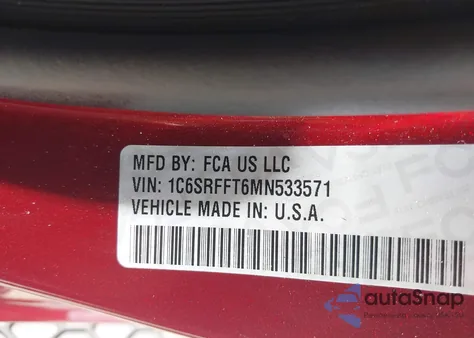 MFD BY: FCA US LLC
VIN: 1C6SRFFT6MN533571
VEHICLE MADE IN: U.S.A.
autoSnap